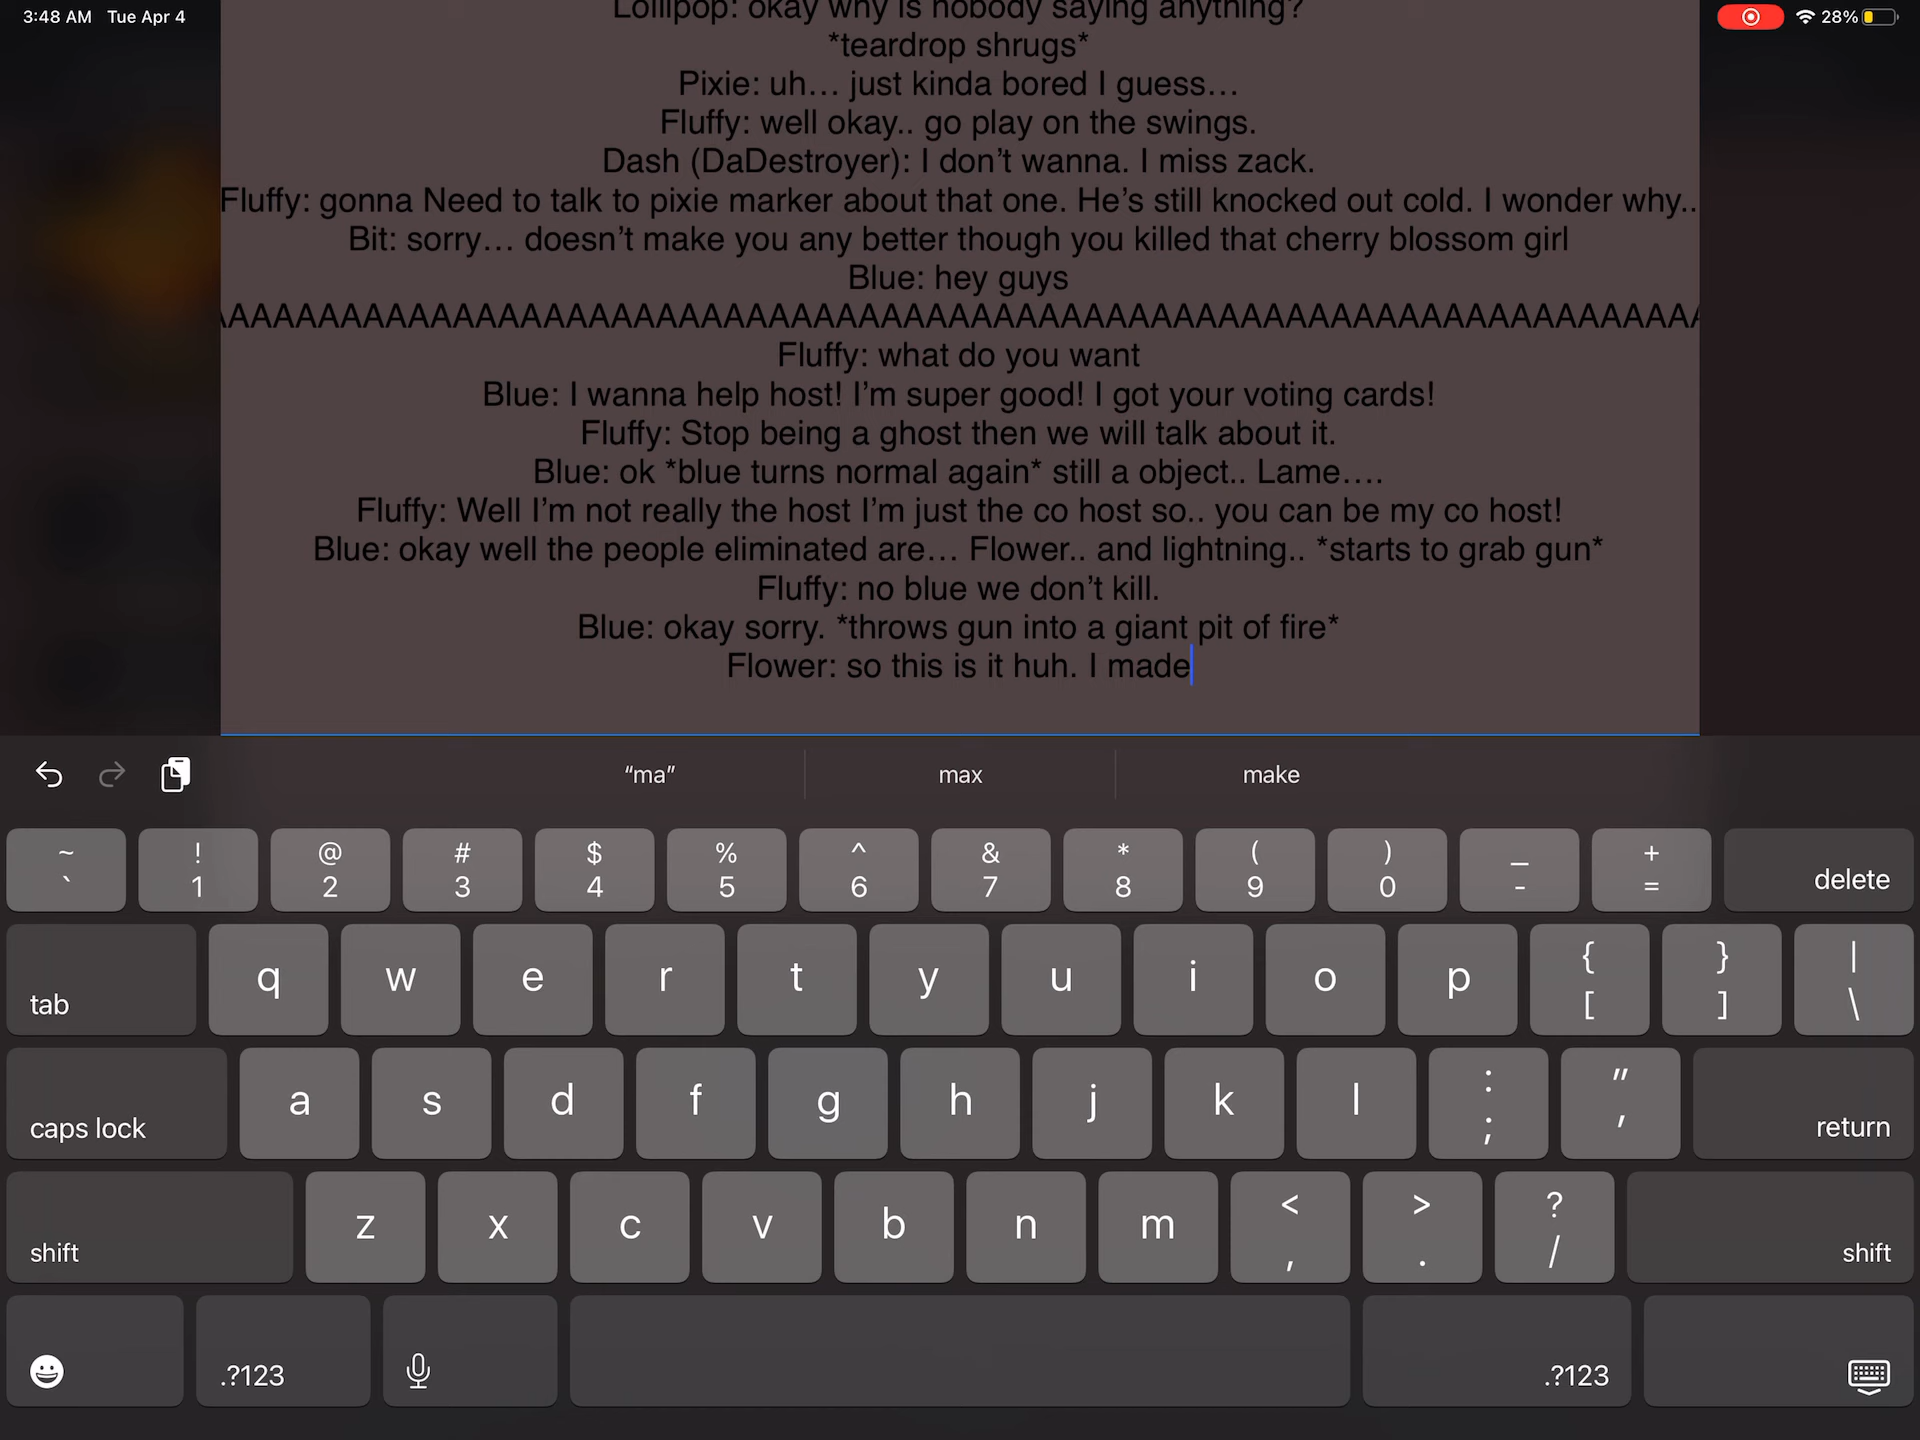 3:48 AM Tue Apr 4
28%
Lollipop: okay why is nobody saying anything?
*teardrop shrugs*
Pixie: uh… just kinda bored I guess…
Fluffy: well okay.. go play on the swings.
Dash (DaDestroyer): I don’t wanna. I miss zack.
Fluffy: gonna Need to talk to pixie marker about that one. He’s still knocked out cold. I wonder why..
Bit: sorry… doesn’t make you any better though you killed that cherry blossom girl
Blue: hey guys
AAAAAAAAAAAAAAAAAAAAAAAAAAAAAAAAAAAAAAAAAAAAAAAAAAAAAAAAAAAAAAAAAA
Fluffy: what do you want
Blue: I wanna help host! I’m super good! I got your voting cards!
Fluffy: Stop being a ghost then we will talk about it.
Blue: ok *blue turns normal again* still a object.. Lame….
Fluffy: Well I’m not really the host I’m just the co host so.. you can be my co host!
Blue: okay well the people eliminated are… Flower.. and lightning.. *starts to grab gun*
Fluffy: no blue we don’t kill.
Blue: okay sorry. *throws gun into a giant pit of fire*
Flower: so this is it huh. I made
“ma” max make
~ ! @ # $ % ^ & * ( ) _ +
` 1 2 3 4 5 6 7 8 9 0 - = delete
tab q w e r t y u i o p { [ } ] | \
caps lock a s d f g h j k l : ; " ' return
shift z x c v b n m < , > . ? / shift
.?123 .?123